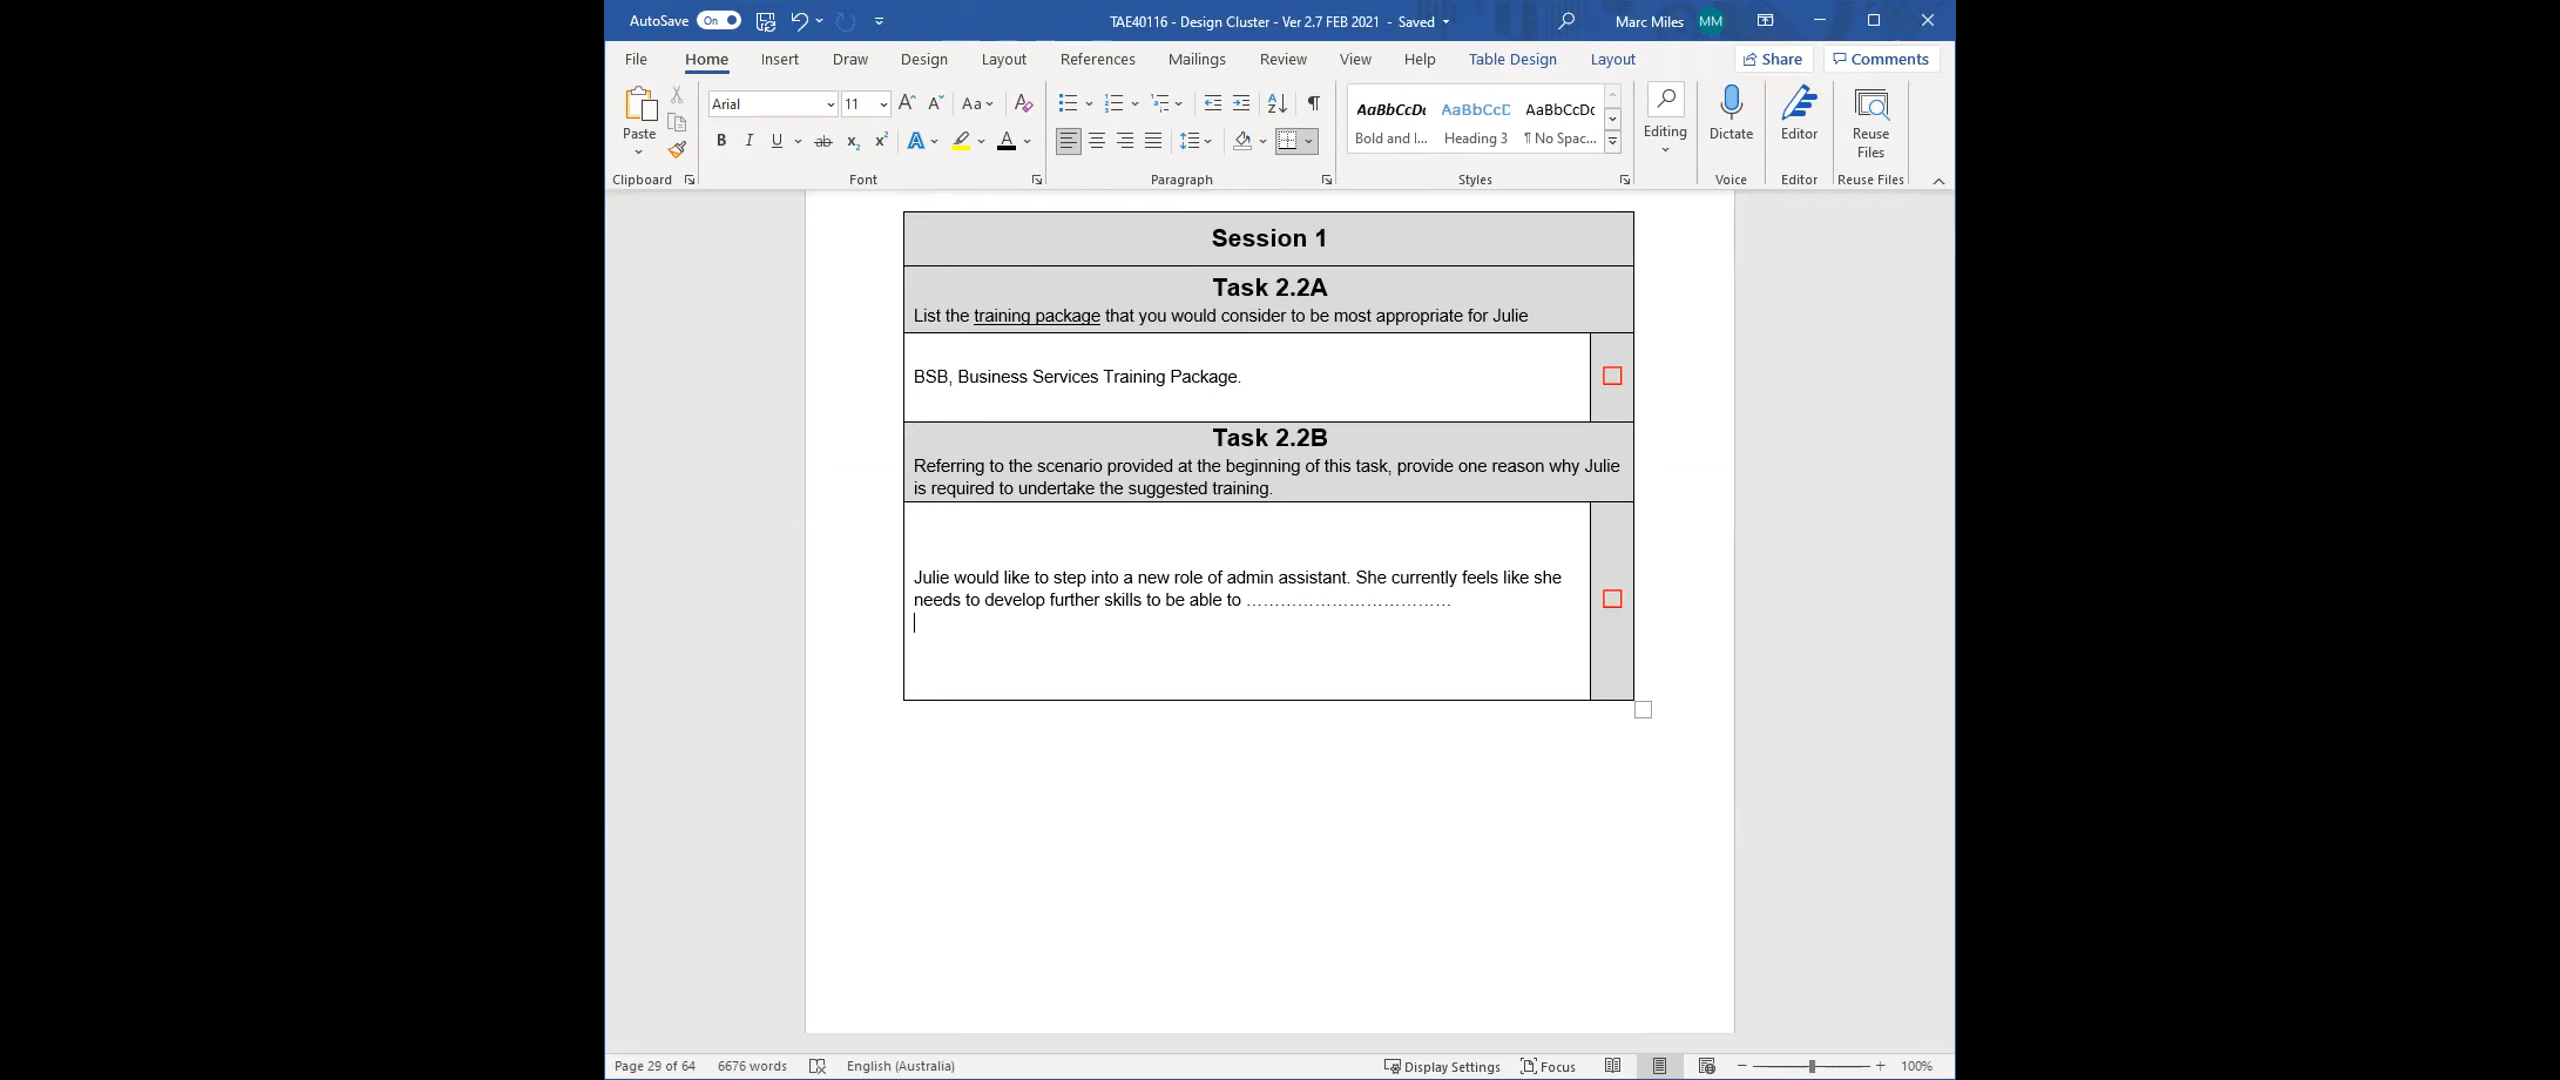 AutoSave On TAE40116 - Design Cluster - Ver 2.7 FEB 2021 - Saved Marc Miles MM
File Home Insert Draw Design Layout References Mailings Review View Help Table Design Layout Share Comments
Paste
Clipboard
Arial 11
Font
Paragraph
AaBbCcDc AaBbCcD AaBbCcDc
Bold and I... Heading 3 ¶ No Spac...
Styles
Editing
Dictate
Voice
Editor
Editor
Reuse
Files
Reuse Files
Session 1
Task 2.2A
List the training package that you would consider to be most appropriate for Julie
BSB, Business Services Training Package.
Task 2.2B
Referring to the scenario provided at the beginning of this task, provide one reason why Julie
is required to undertake the suggested training.
Julie would like to step into a new role of admin assistant. She currently feels like she
needs to develop further skills to be able to ………………………………
Page 29 of 64 6676 words English (Australia) Display Settings Focus 100%